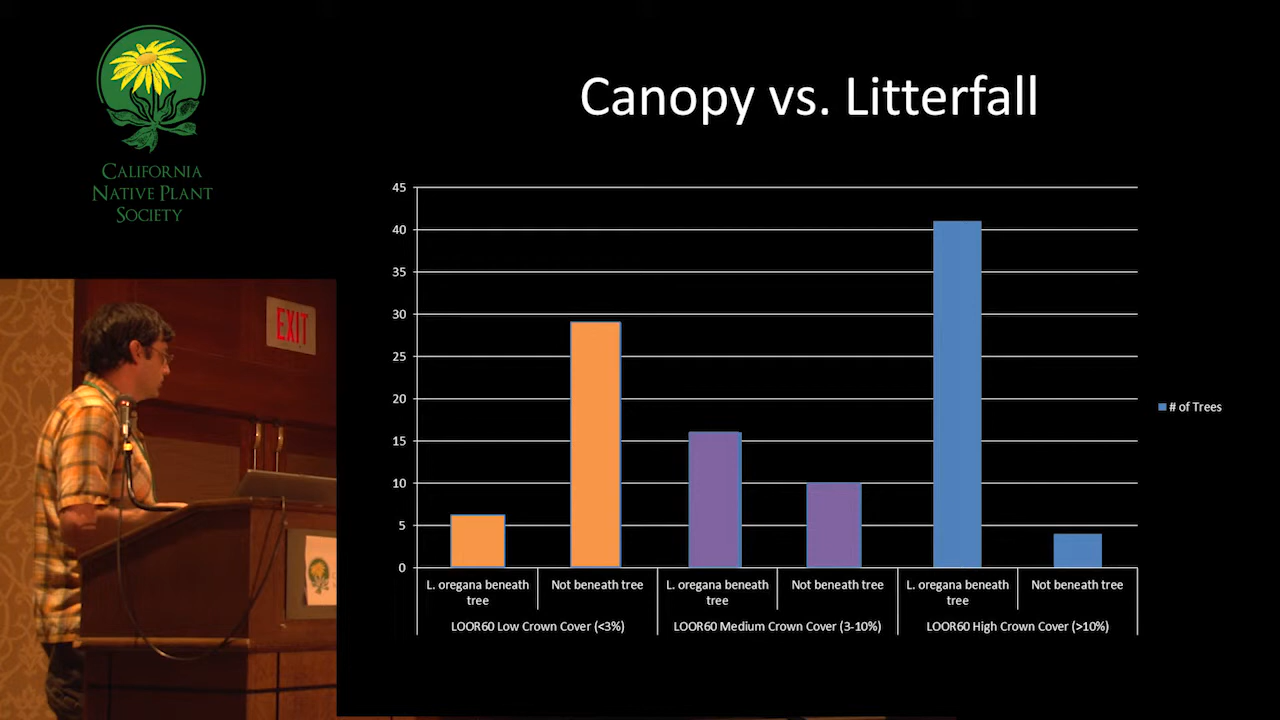 CALIFORNIA
NATIVE PLANT
SOCIETY
Canopy vs. Litterfall
45
40
35
30
25
20
15
10
5
0
# of Trees
L. oregana beneath
tree
Not beneath tree
L. oregana beneath
tree
Not beneath tree
L. oregana beneath
tree
Not beneath tree
LOOR60 Low Crown Cover (<3%)
LOOR60 Medium Crown Cover (3-10%)
LOOR60 High Crown Cover (>10%)
EXIT